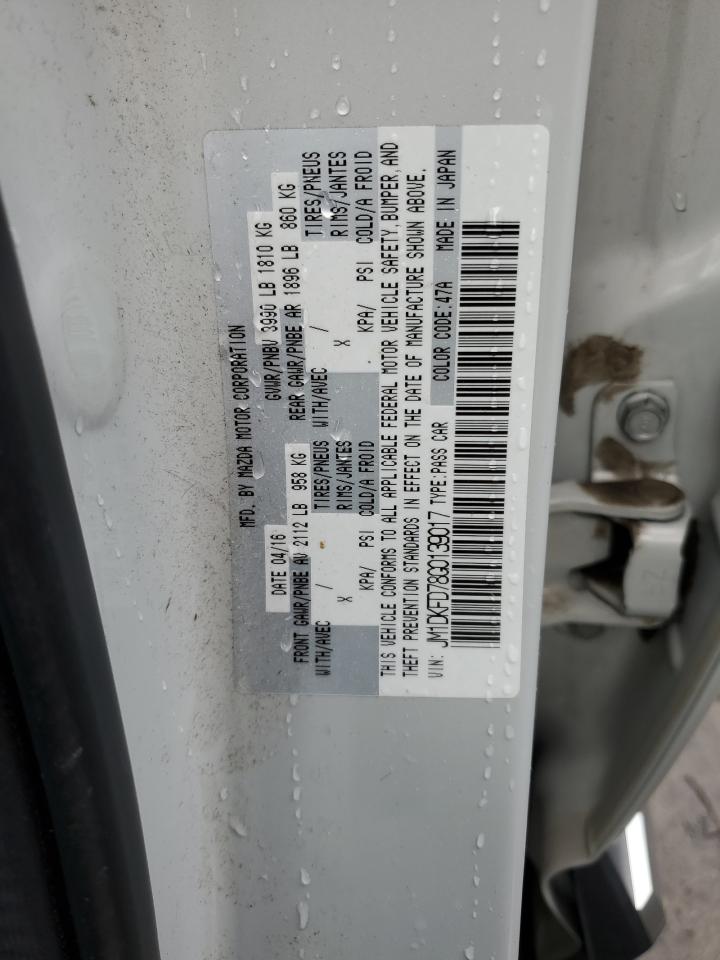 MFD. BY MAZDA MOTOR CORPORATION
DATE 04/16 GVWR/PNBV 3990 LB 1810 KG
FRONT GAWR/PNBE AV 2112 LB 958 KG REAR GAWR/PNBE AR 1896 LB 860 KG
WITH/AVEC / TIRES/PNEUS WITH/AVEC / TIRES/PNEUS
X RIMS/JANTES X RIMS/JANTES
KPA/ PSI COLD/A FROID KPA/ PSI COLD/A FROID
THIS VEHICLE CONFORMS TO ALL APPLICABLE FEDERAL MOTOR VEHICLE SAFETY, BUMPER, AND
THEFT PREVENTION STANDARDS IN EFFECT ON THE DATE OF MANUFACTURE SHOWN ABOVE.
VIN: JM1DKFD78G0139017 TYPE:PASS CAR COLOR CODE:47A MADE IN JAPAN